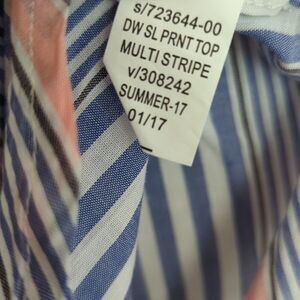 s/723644-00
DW SL PRNT TOP
MULTI STRIPE
v/308242
SUMMER-17
01/17